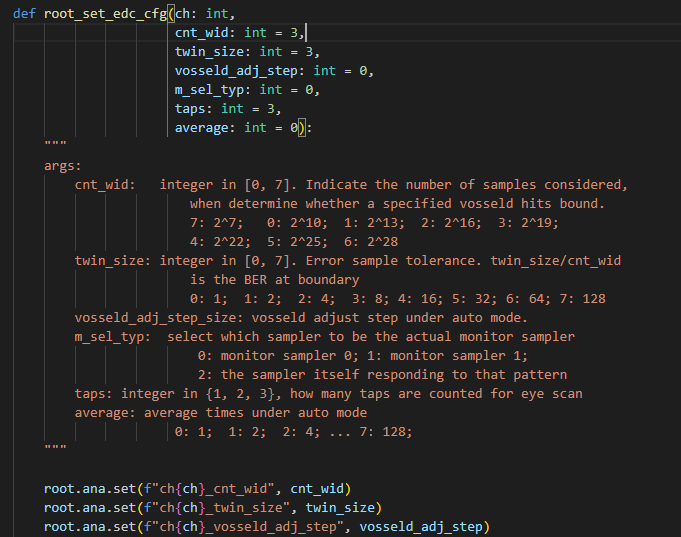 def root_set_edc_cfg(ch: int,
cnt_wid: int = 3,
twin_size: int = 3,
vosseld_adj_step: int = 0,
m_sel_typ: int = 0,
taps: int = 3,
average: int = 0):
"""
args:
cnt_wid: integer in [0, 7]. Indicate the number of samples considered,
when determine whether a specified vosseld hits bound.
7: 2^7; 0: 2^10; 1: 2^13; 2: 2^16; 3: 2^19;
4: 2^22; 5: 2^25; 6: 2^28
twin_size: integer in [0, 7]. Error sample tolerance. twin_size/cnt_wid
is the BER at boundary
0: 1; 1: 2; 2: 4; 3: 8; 4: 16; 5: 32; 6: 64; 7: 128
vosseld_adj_step_size: vosseld adjust step under auto mode.
m_sel_typ: select which sampler to be the actual monitor sampler
0: monitor sampler 0; 1: monitor sampler 1;
2: the sampler itself responding to that pattern
taps: integer in {1, 2, 3}, how many taps are counted for eye scan
average: average times under auto mode
0: 1; 1: 2; 2: 4; ... 7: 128;
"""
root.ana.set(f"ch{ch}_cnt_wid", cnt_wid)
root.ana.set(f"ch{ch}_twin_size", twin_size)
root.ana.set(f"ch{ch}_vosseld_adj_step", vosseld_adj_step)